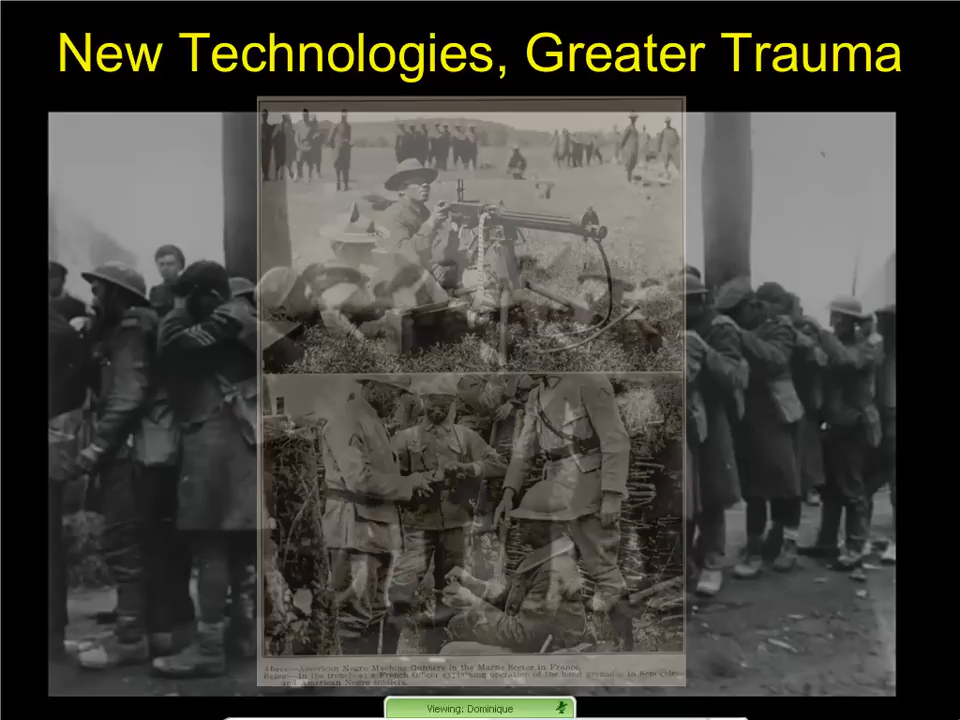 New Technologies, Greater Trauma
Above—American Negro Machine Gunners in the Marne Sector in France.
Below—In the trenches; a French Officer explaining operation of the hand grenades to Senegalese
and American Negro soldiers.
Viewing: Dominique